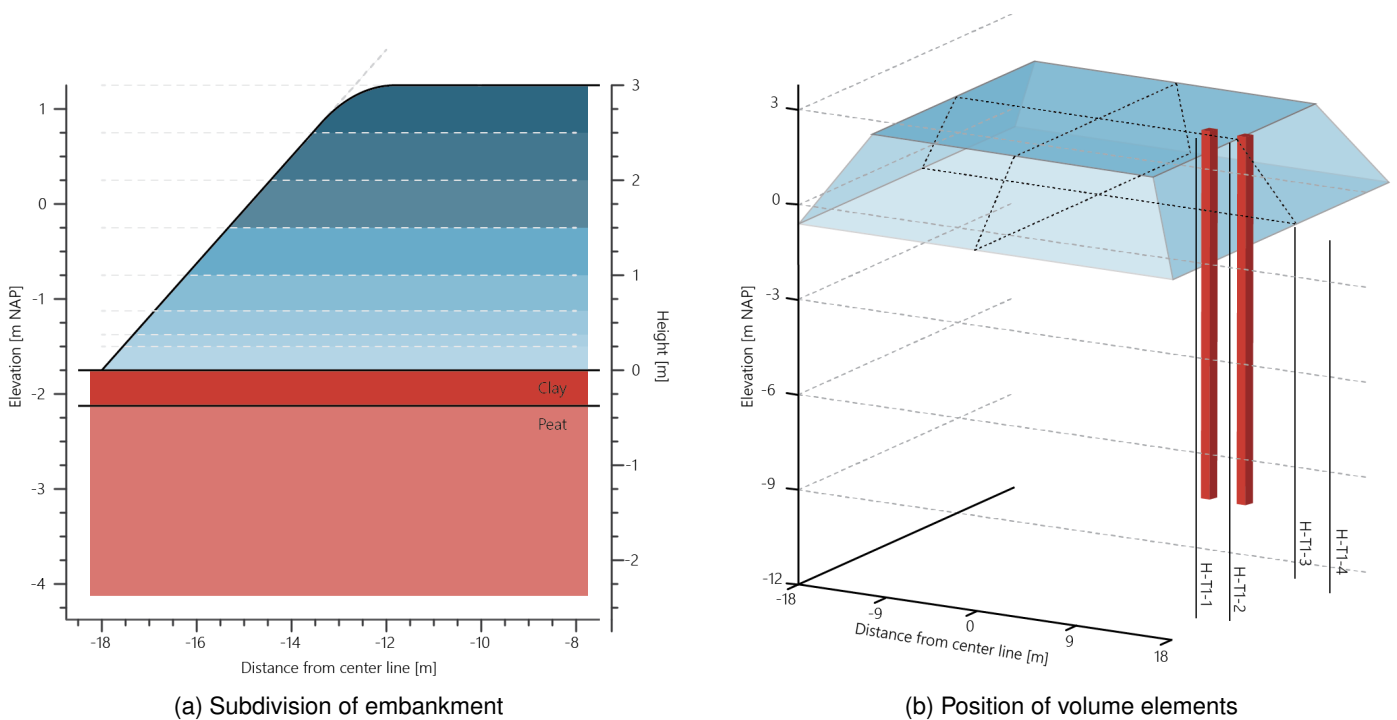 1
0
-1
-2
-3
-4
Elevation [m NAP]
3
2
1
0
-1
-2
Height [m]
Clay
Peat
-18
-16
-14
-12
-10
-8
Distance from center line [m]
(a) Subdivision of embankment
3
0
-3
-6
-9
-12
Elevation [m NAP]
-18
-9
0
9
18
Distance from center line [m]
H-T1-1
H-T1-2
H-T1-3
H-T1-4
(b) Position of volume elements